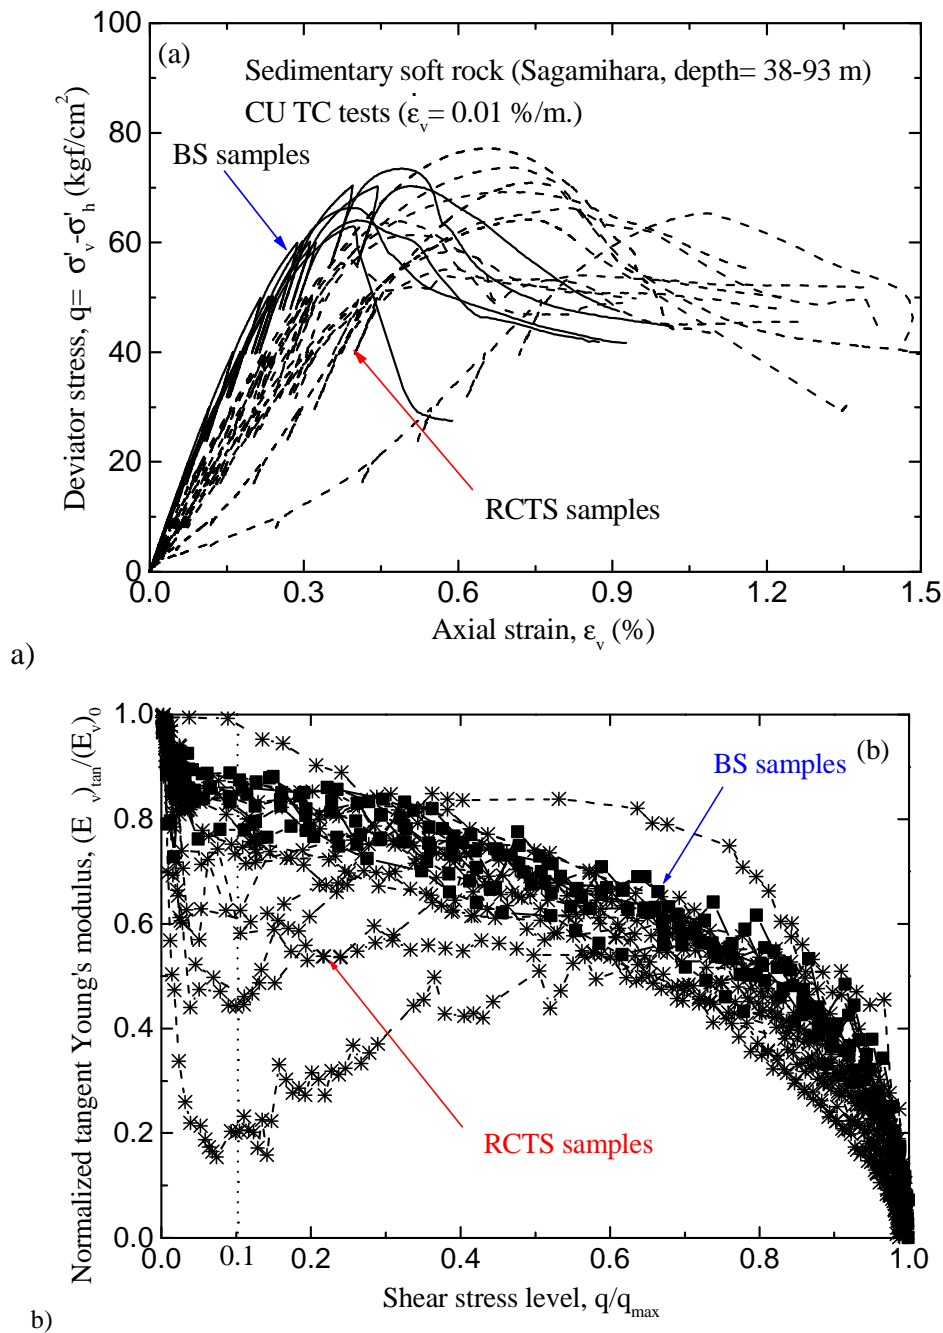 100
(a)
Sedimentary soft rock (Sagamihara, depth= 38-93 m)
CU TC tests (ε̇v= 0.01 %/m.)
80
BS samples
60
40
20
0
RCTS samples
Deviator stress, q= σ'v-σ'h (kgf/cm2)
0.0 0.3 0.6 0.9 1.2 1.5
Axial strain, εv (%)
a)
1.0
(b)
BS samples
0.8
0.6
0.4
0.2
0.0
RCTS samples
Normalized tangent Young's modulus, (E v)tan/(Ev)0
0.0 0.1 0.2 0.4 0.6 0.8 1.0
Shear stress level, q/qmax
b)